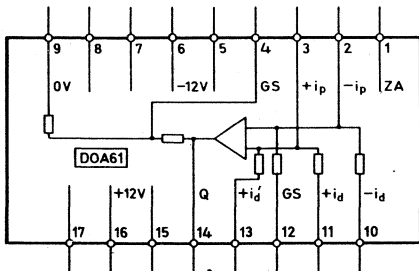 9 8 7 6 5 4 3 2 1
0V -12V GS +ip -ip ZA
DOA61
+12V Q +id' GS +id -id
17 16 15 14 13 12 11 10